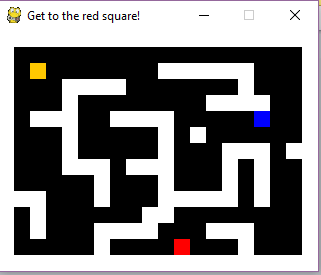 Get to the red square!